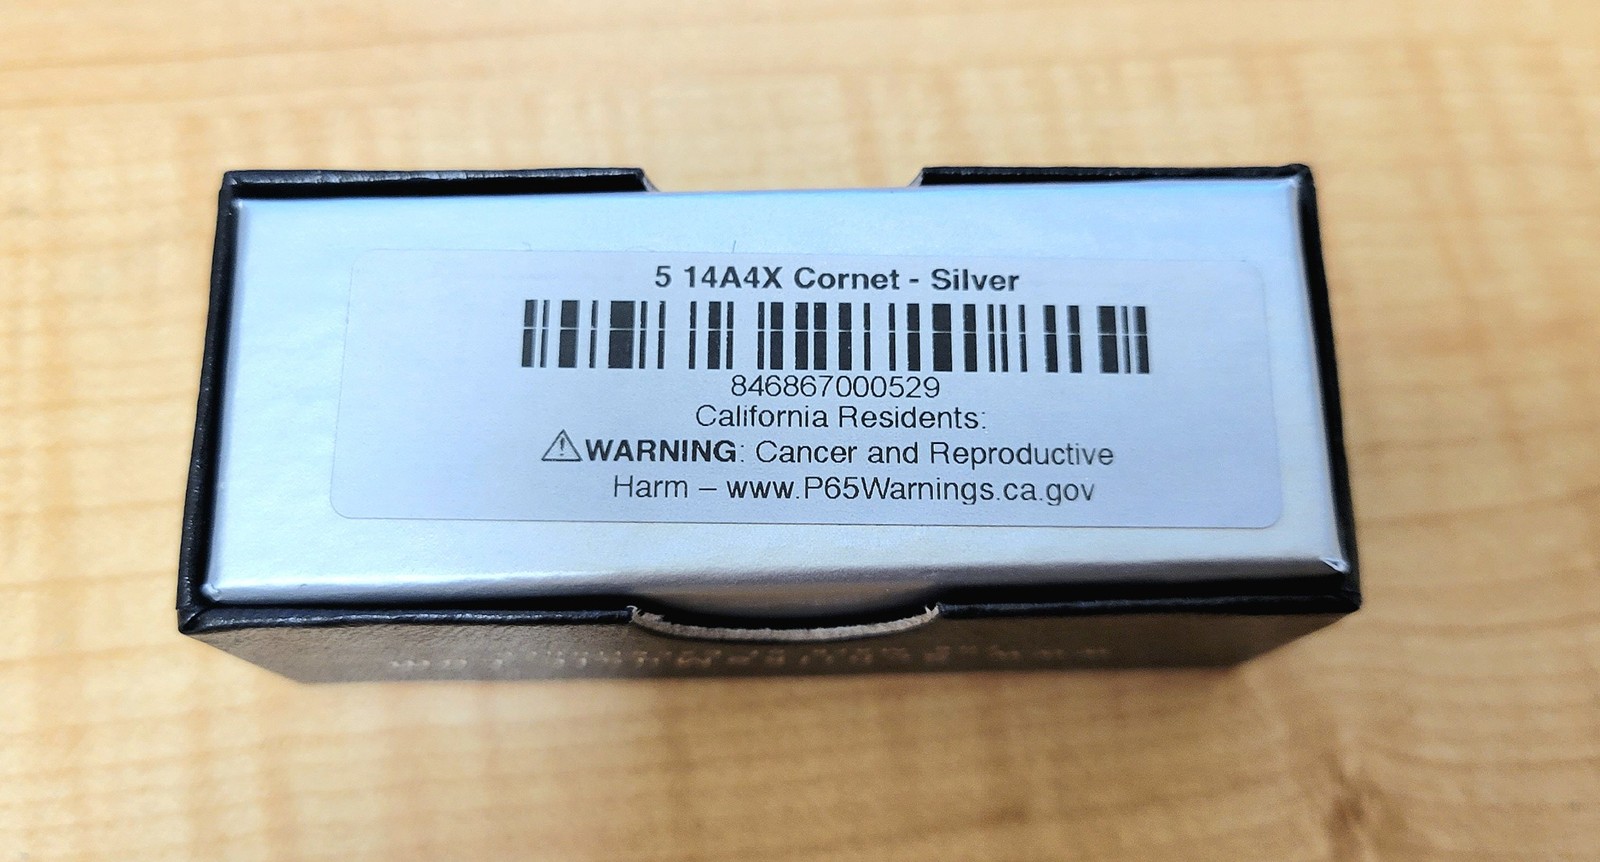 5 14A4X Cornet - Silver
846867000529
California Residents:
⚠WARNING: Cancer and Reproductive
Harm – www.P65Warnings.ca.gov